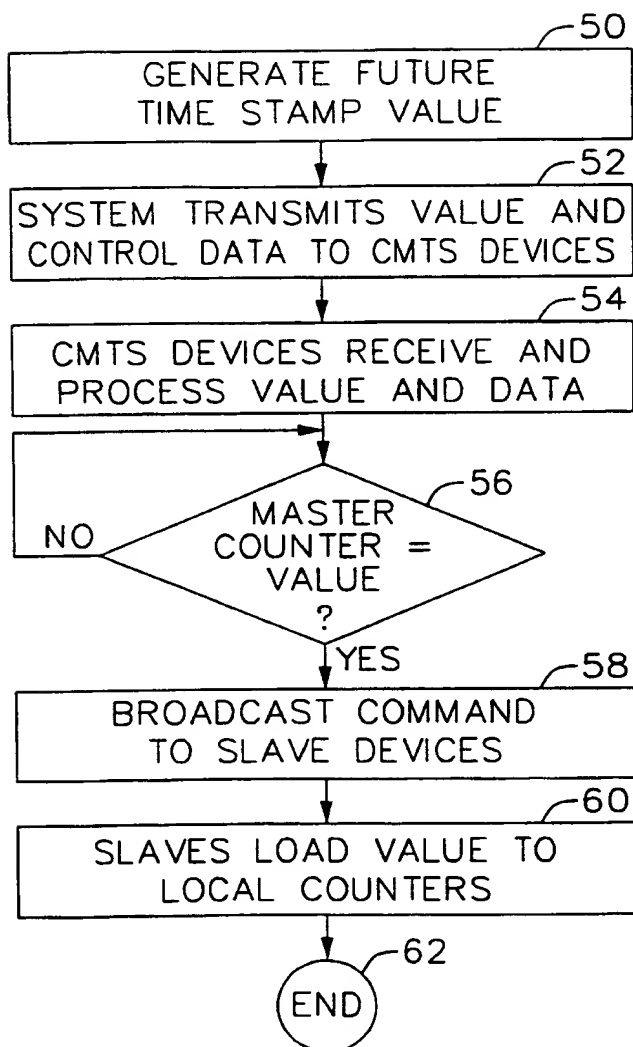 50
GENERATE FUTURE
TIME STAMP VALUE
52
SYSTEM TRANSMITS VALUE AND
CONTROL DATA TO CMTS DEVICES
54
CMTS DEVICES RECEIVE AND
PROCESS VALUE AND DATA
56
MASTER
COUNTER =
VALUE
?
NO
YES
58
BROADCAST COMMAND
TO SLAVE DEVICES
60
SLAVES LOAD VALUE TO
LOCAL COUNTERS
62
END